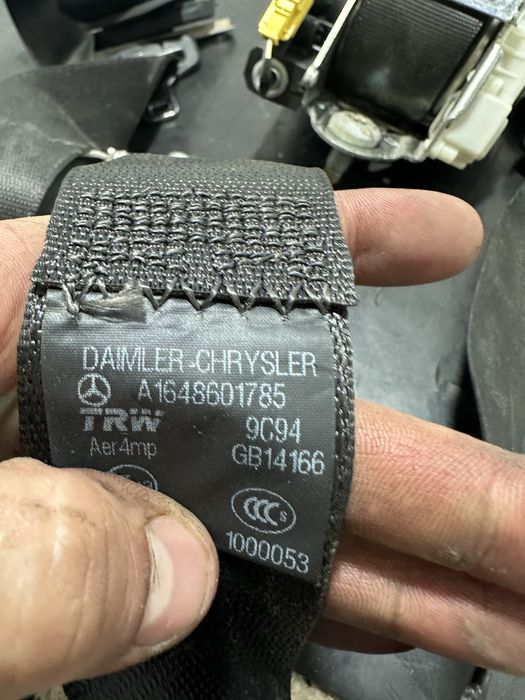 DAIMLER-CHRYSLER
A1648601785
TRW 9C94
Aer4mp GB14166
CCC S
1000053